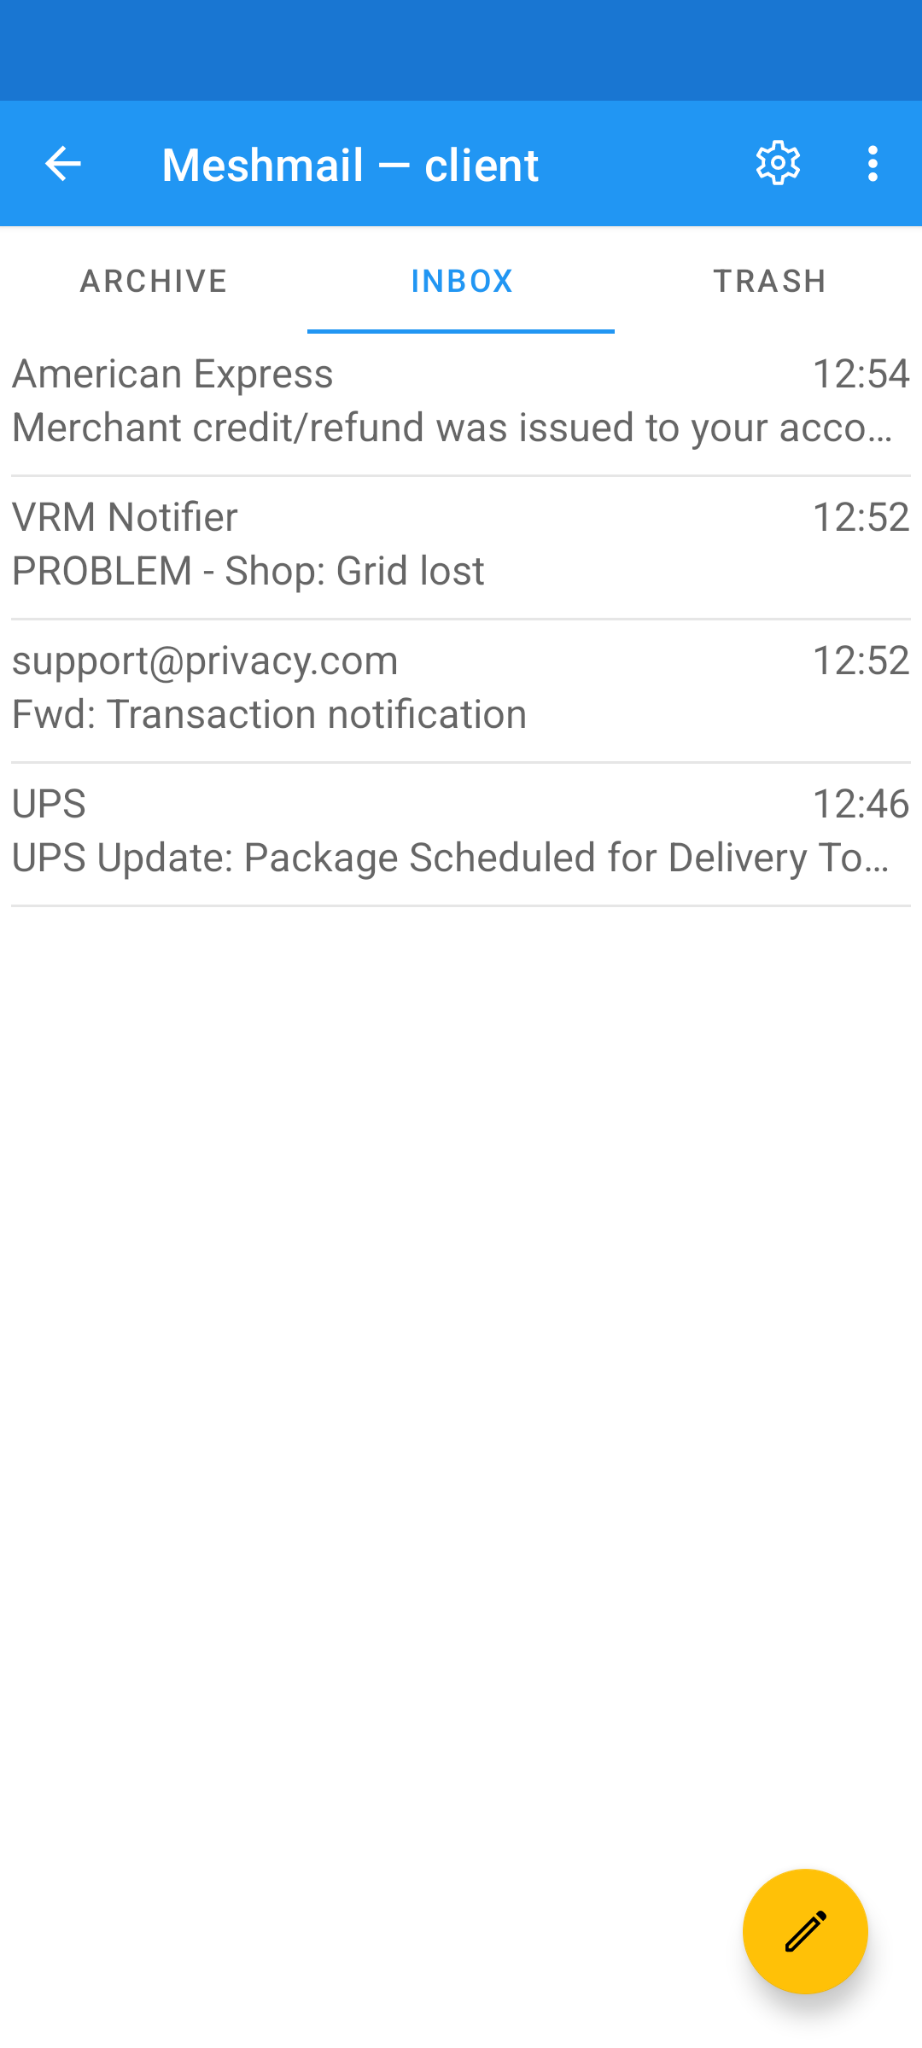 Meshmail — client
ARCHIVE INBOX TRASH
American Express 12:54
Merchant credit/refund was issued to your acco...
VRM Notifier 12:52
PROBLEM - Shop: Grid lost
support@privacy.com 12:52
Fwd: Transaction notification
UPS 12:46
UPS Update: Package Scheduled for Delivery To...